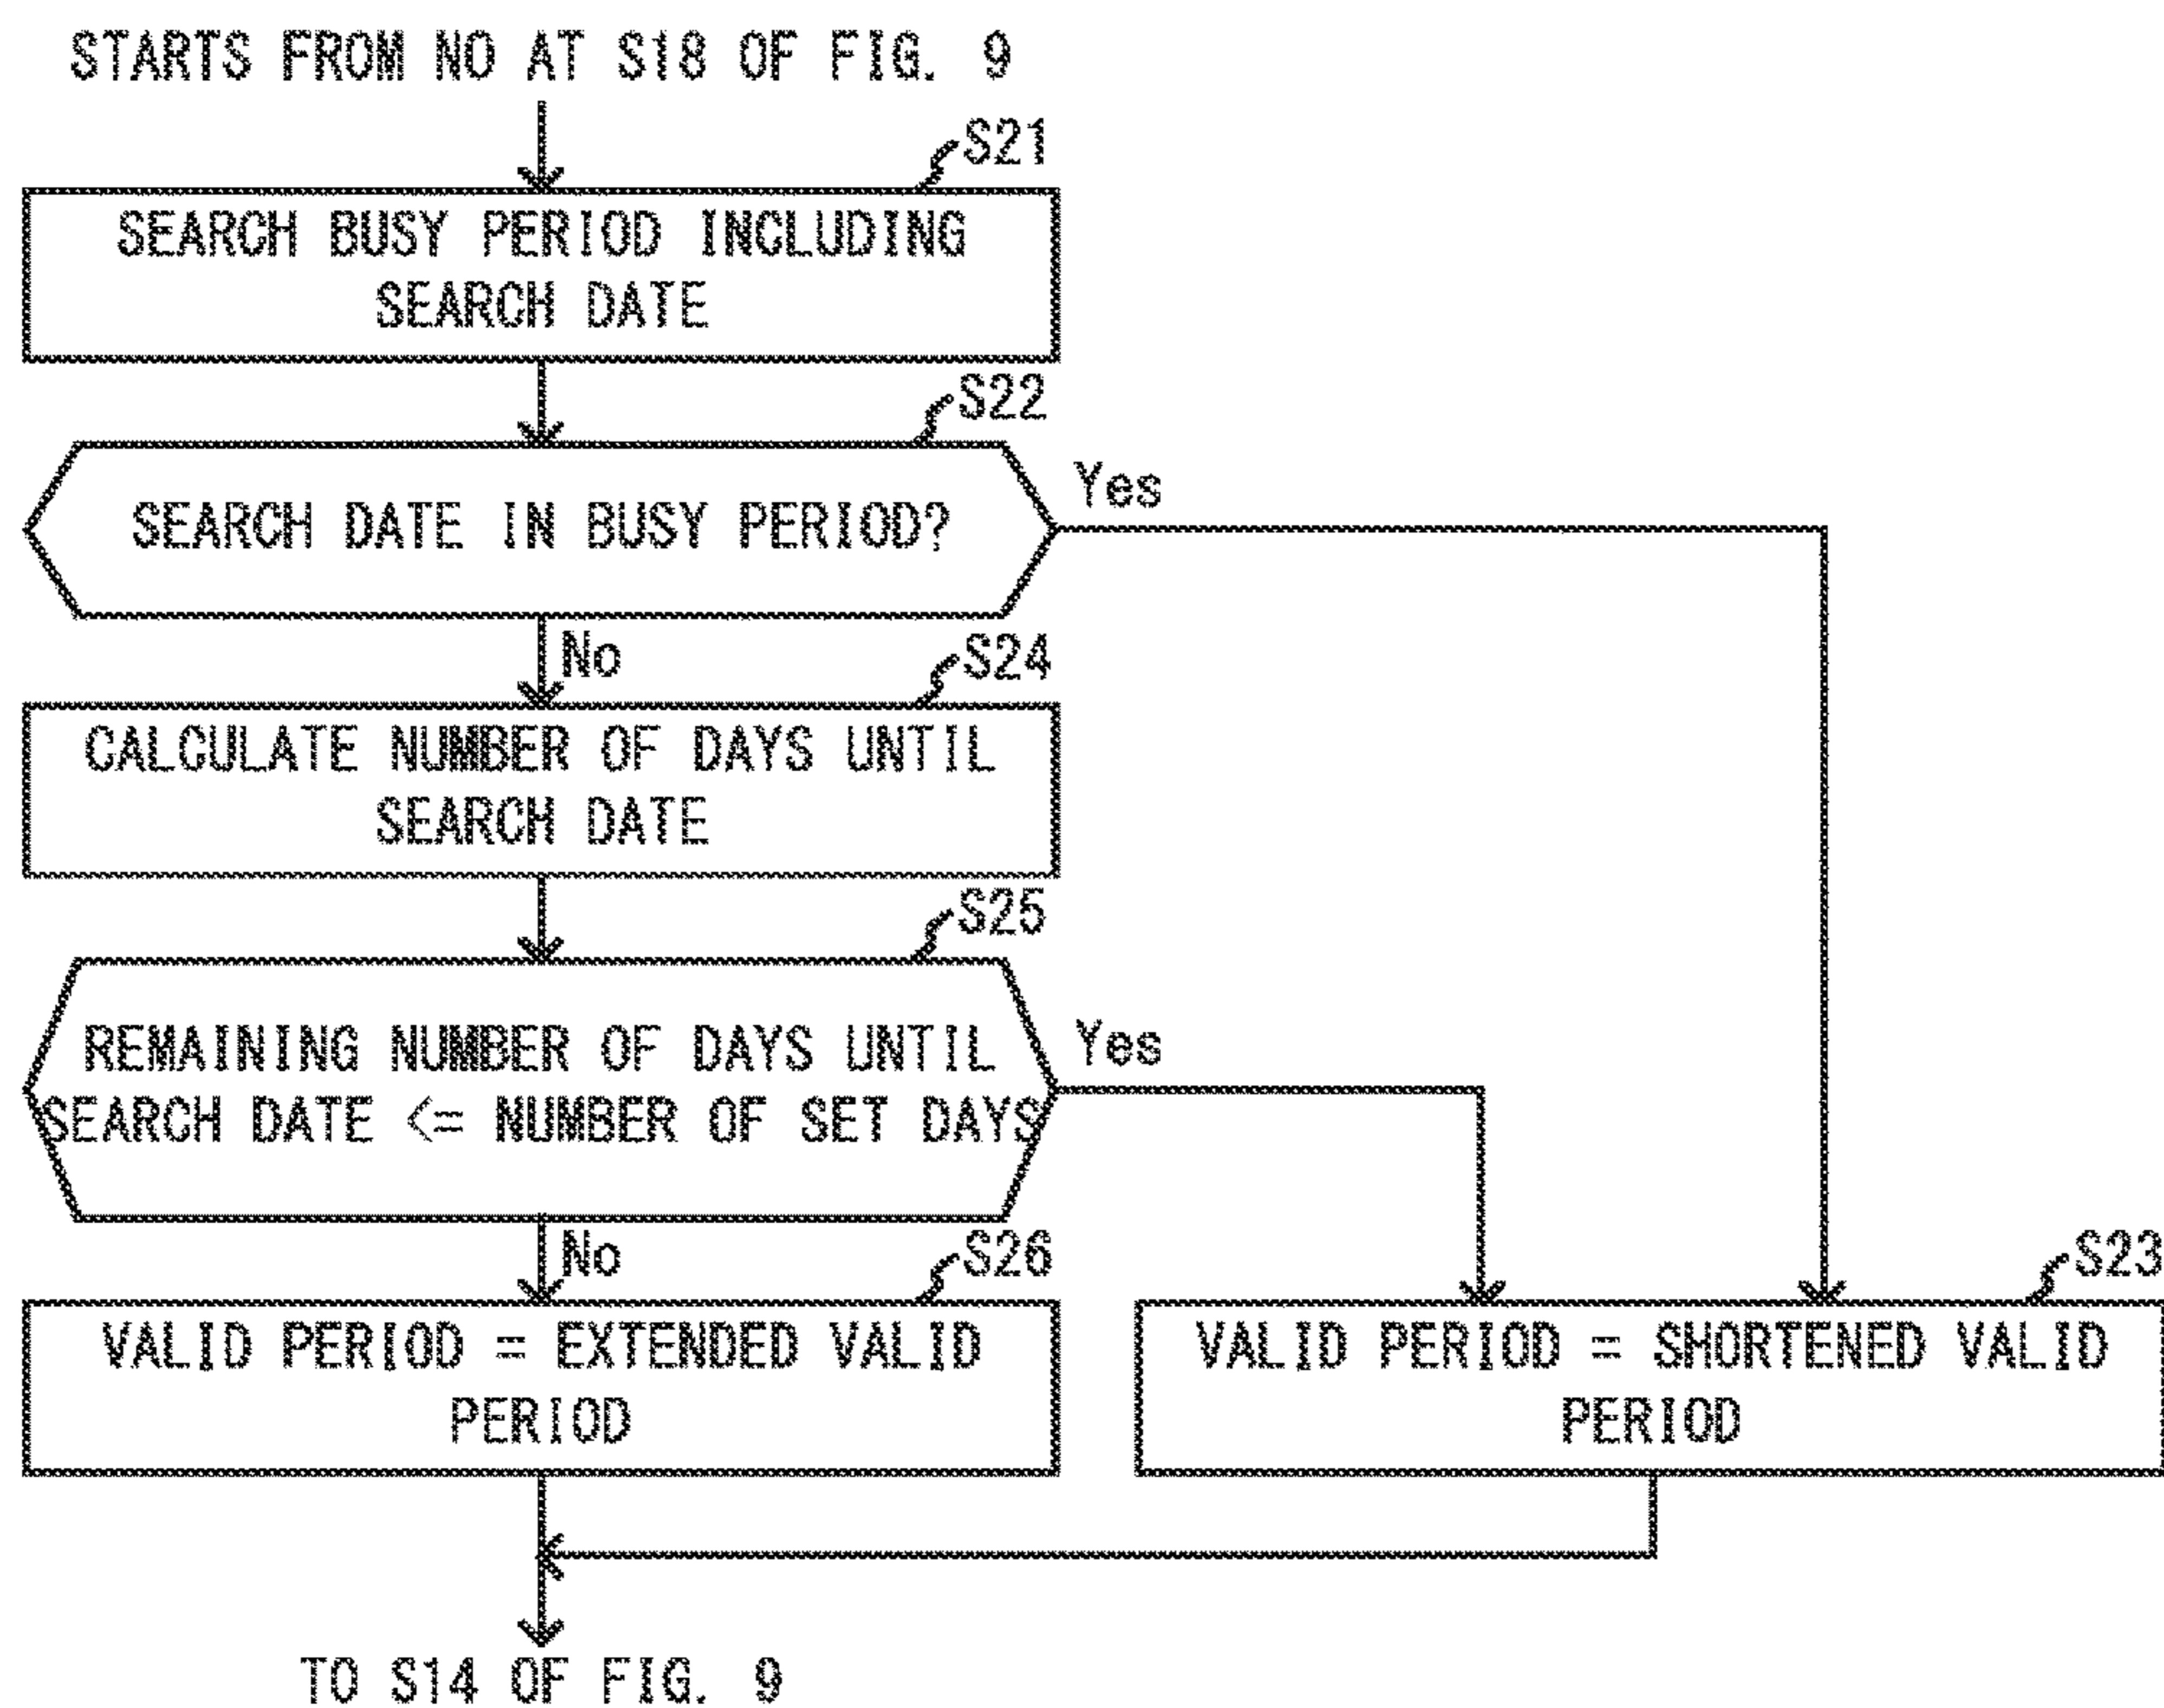 STARTS FROM NO AT S18 OF FIG. 9
S21
SEARCH BUSY PERIOD INCLUDING
SEARCH DATE
S22
SEARCH DATE IN BUSY PERIOD?
Yes
No
S24
CALCULATE NUMBER OF DAYS UNTIL
SEARCH DATE
S25
REMAINING NUMBER OF DAYS UNTIL
SEARCH DATE <= NUMBER OF SET DAYS
Yes
No
S26
VALID PERIOD = EXTENDED VALID
PERIOD
S23
VALID PERIOD = SHORTENED VALID
PERIOD
TO S14 OF FIG. 9